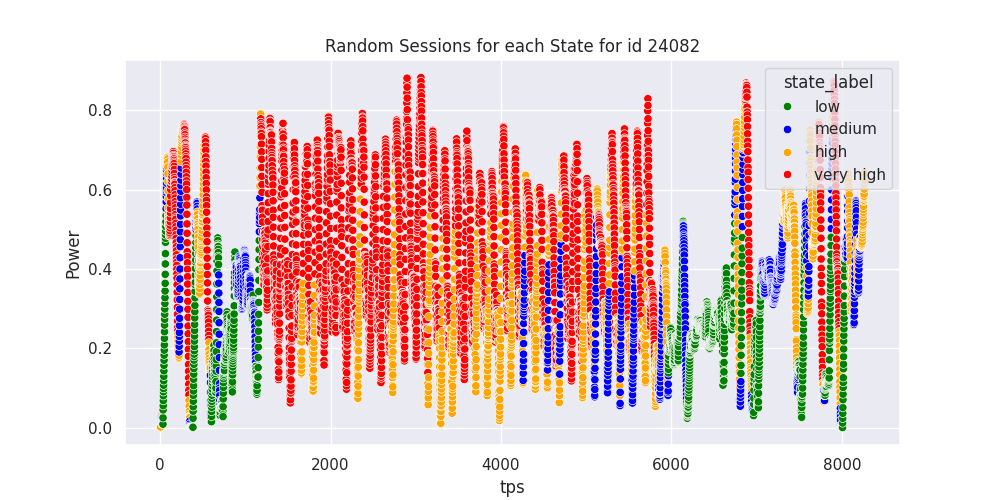 Random Sessions for each State for id 24082
state_label
low
medium
high
very high
Power
0.8
0.6
0.4
0.2
0.0
0
2000
4000
6000
8000
tps